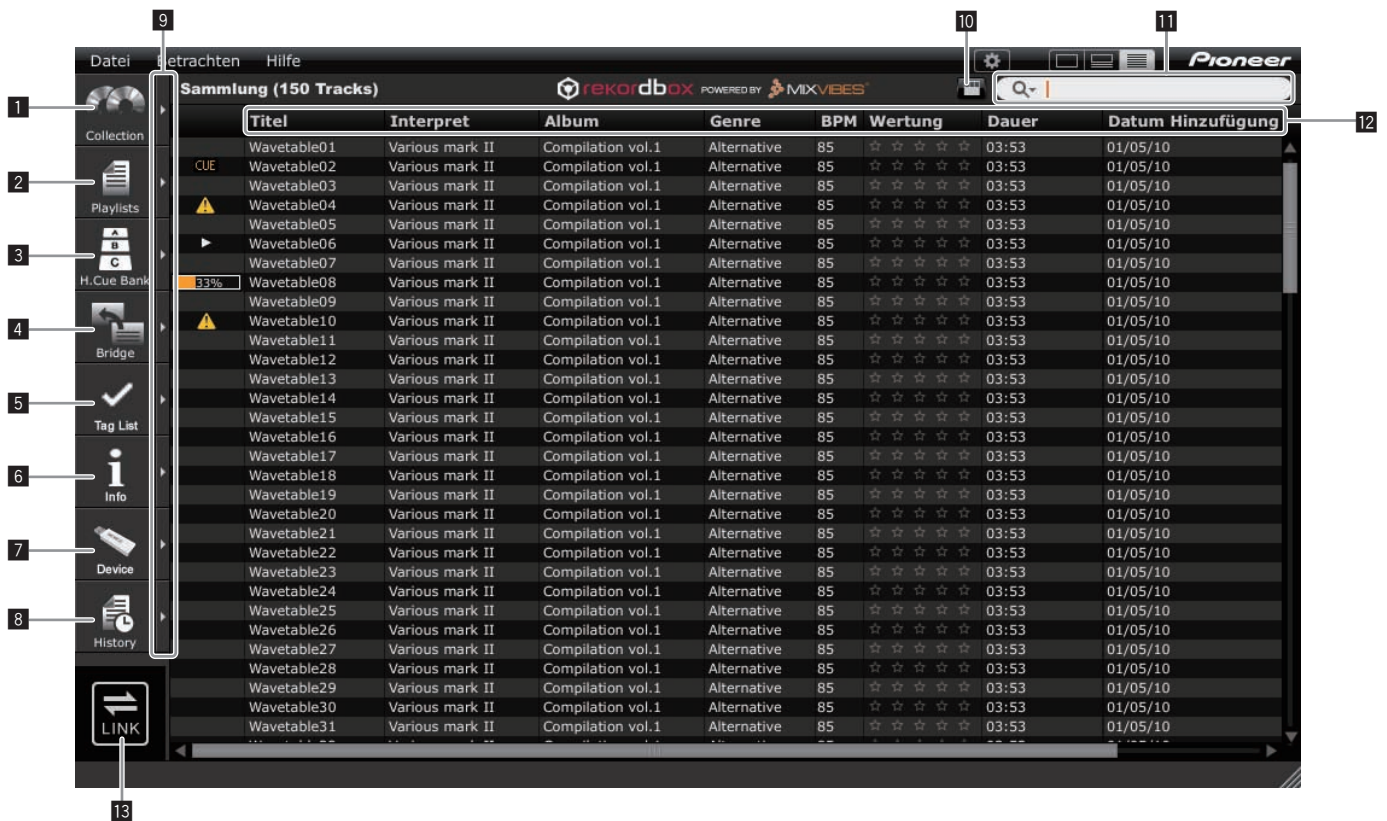 9 10 11
Datei Betrachten Hilfe Pioneer
Sammlung (150 Tracks) rekordbox POWERED BY MIXVIBES
1 Collection
Titel Interpret Album Genre BPM Wertung Dauer Datum Hinzufügung 12
Wavetable01 Various mark II Compilation vol.1 Alternative 85 03:53 01/05/10
CUE Wavetable02 Various mark II Compilation vol.1 Alternative 85 03:53 01/05/10
Wavetable03 Various mark II Compilation vol.1 Alternative 85 03:53 01/05/10
2 Playlists
Wavetable04 Various mark II Compilation vol.1 Alternative 85 03:53 01/05/10
Wavetable05 Various mark II Compilation vol.1 Alternative 85 03:53 01/05/10
A
B
C
3 H.Cue Bank
Wavetable06 Various mark II Compilation vol.1 Alternative 85 03:53 01/05/10
Wavetable07 Various mark II Compilation vol.1 Alternative 85 03:53 01/05/10
33% Wavetable08 Various mark II Compilation vol.1 Alternative 85 03:53 01/05/10
Wavetable09 Various mark II Compilation vol.1 Alternative 85 03:53 01/05/10
4 Bridge
Wavetable10 Various mark II Compilation vol.1 Alternative 85 03:53 01/05/10
Wavetable11 Various mark II Compilation vol.1 Alternative 85 03:53 01/05/10
Wavetable12 Various mark II Compilation vol.1 Alternative 85 03:53 01/05/10
Wavetable13 Various mark II Compilation vol.1 Alternative 85 03:53 01/05/10
5 Tag List
Wavetable14 Various mark II Compilation vol.1 Alternative 85 03:53 01/05/10
Wavetable15 Various mark II Compilation vol.1 Alternative 85 03:53 01/05/10
Wavetable16 Various mark II Compilation vol.1 Alternative 85 03:53 01/05/10
Wavetable17 Various mark II Compilation vol.1 Alternative 85 03:53 01/05/10
6 Info
Wavetable18 Various mark II Compilation vol.1 Alternative 85 03:53 01/05/10
Wavetable19 Various mark II Compilation vol.1 Alternative 85 03:53 01/05/10
Wavetable20 Various mark II Compilation vol.1 Alternative 85 03:53 01/05/10
Wavetable21 Various mark II Compilation vol.1 Alternative 85 03:53 01/05/10
7 Device
Wavetable22 Various mark II Compilation vol.1 Alternative 85 03:53 01/05/10
Wavetable23 Various mark II Compilation vol.1 Alternative 85 03:53 01/05/10
Wavetable24 Various mark II Compilation vol.1 Alternative 85 03:53 01/05/10
Wavetable25 Various mark II Compilation vol.1 Alternative 85 03:53 01/05/10
8 History
Wavetable26 Various mark II Compilation vol.1 Alternative 85 03:53 01/05/10
Wavetable27 Various mark II Compilation vol.1 Alternative 85 03:53 01/05/10
Wavetable28 Various mark II Compilation vol.1 Alternative 85 03:53 01/05/10
Wavetable29 Various mark II Compilation vol.1 Alternative 85 03:53 01/05/10
Wavetable30 Various mark II Compilation vol.1 Alternative 85 03:53 01/05/10
LINK
Wavetable31 Various mark II Compilation vol.1 Alternative 85 03:53 01/05/10
13